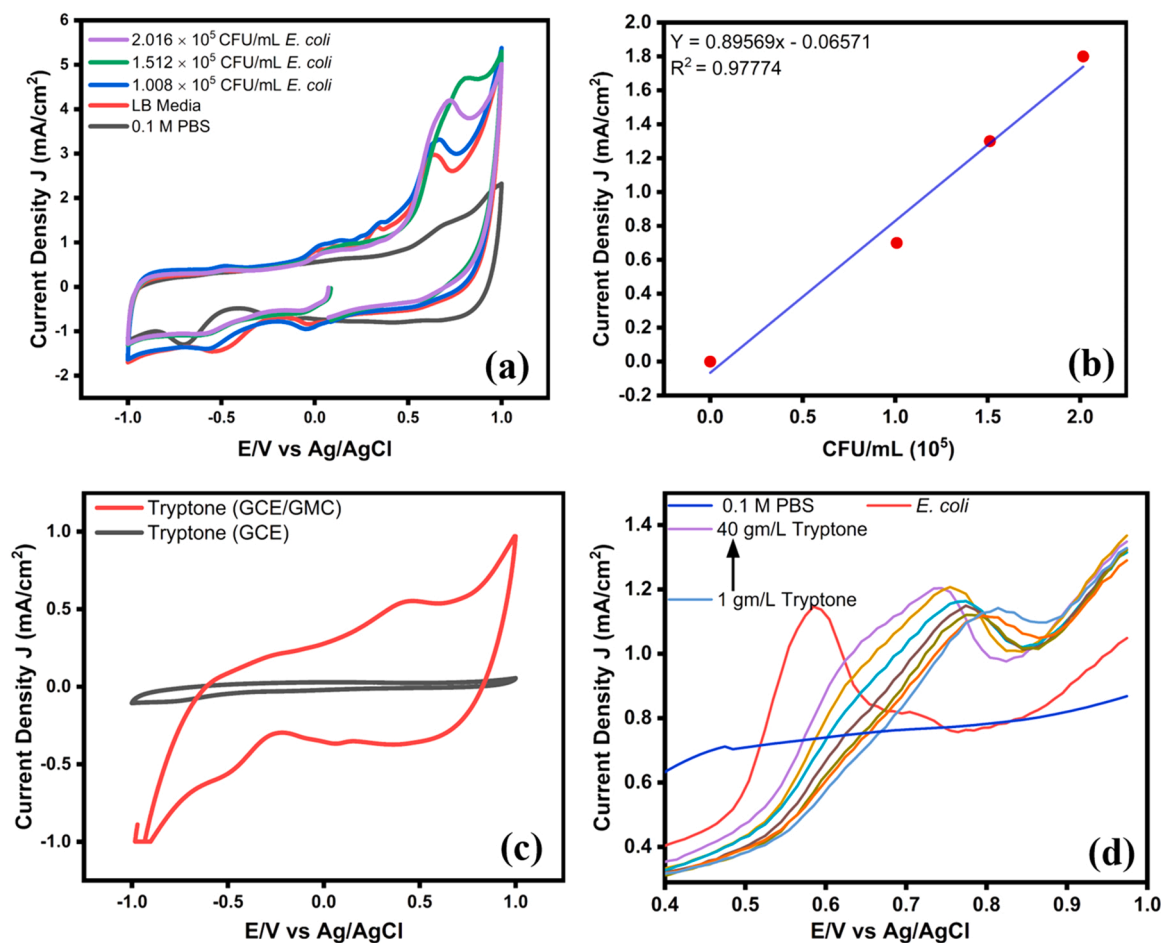 2.016 × 10⁵ CFU/mL E. coli
1.512 × 10⁵ CFU/mL E. coli
1.008 × 10⁵ CFU/mL E. coli
LB Media
0.1 M PBS
6
5
4
3
2
1
0
-1
-2
Current Density J (mA/cm²)
(a)
-1.0 -0.5 0.0 0.5 1.0
E/V vs Ag/AgCl
Y = 0.89569x - 0.06571
R² = 0.97774
2.0
1.8
1.6
1.4
1.2
1.0
0.8
0.6
0.4
0.2
0.0
-0.2
Current Density J (mA/cm²)
(b)
0.0 0.5 1.0 1.5 2.0
CFU/mL (10⁵)
Tryptone (GCE/GMC)
Tryptone (GCE)
1.0
0.5
0.0
-0.5
-1.0
Current Density J (mA/cm²)
(c)
-1.0 -0.5 0.0 0.5 1.0
E/V vs Ag/AgCl
0.1 M PBS E. coli
40 gm/L Tryptone
1 gm/L Tryptone
1.4
1.2
1.0
0.8
0.6
0.4
Current Density J (mA/cm²)
(d)
0.4 0.5 0.6 0.7 0.8 0.9 1.0
E/V vs Ag/AgCl